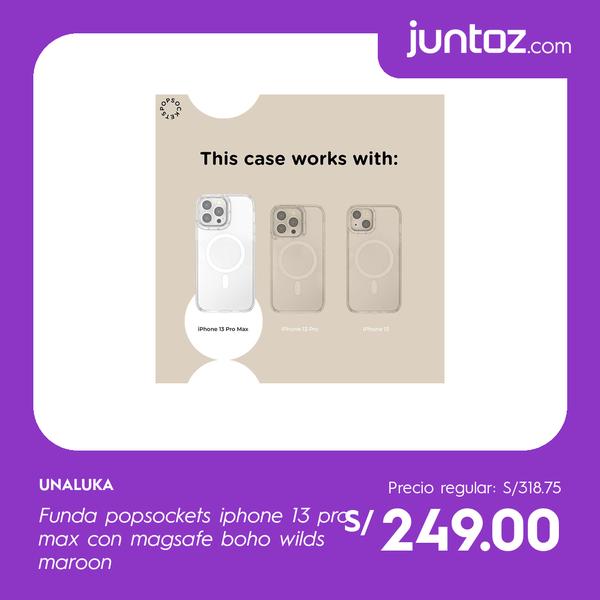 juntoz.com
POPSOCKETS
This case works with:
iPhone 13 Pro Max
iPhone 13 Pro
iPhone 13
UNALUKA
Funda popsockets iphone 13 pro
max con magsafe boho wilds
maroon
Precio regular: S/318.75
S/ 249.00